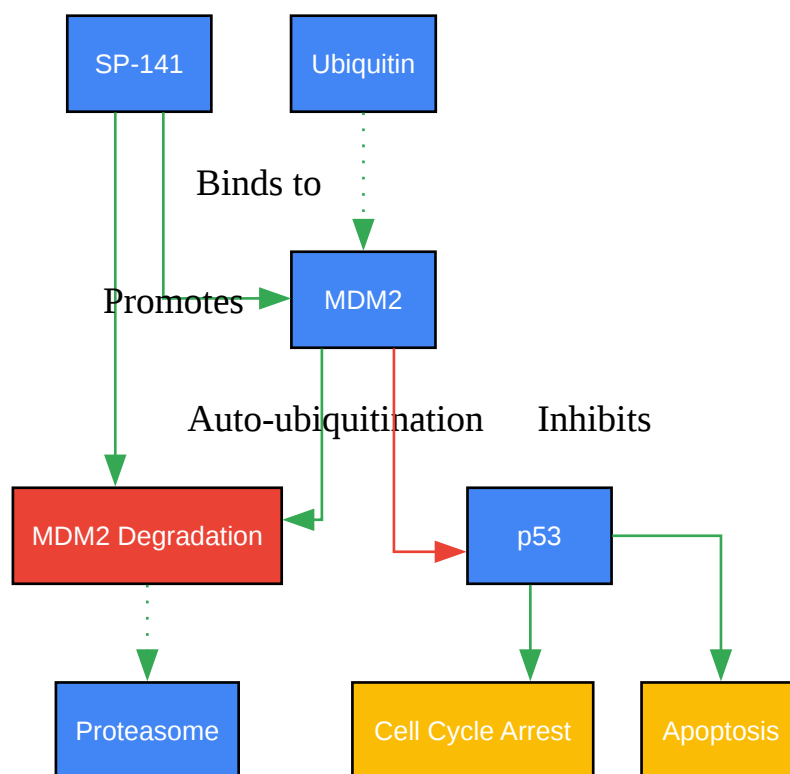 SP-141
Ubiquitin
Binds to
Promotes
MDM2
Auto-ubiquitination
Inhibits
MDM2 Degradation
p53
Proteasome
Cell Cycle Arrest
Apoptosis